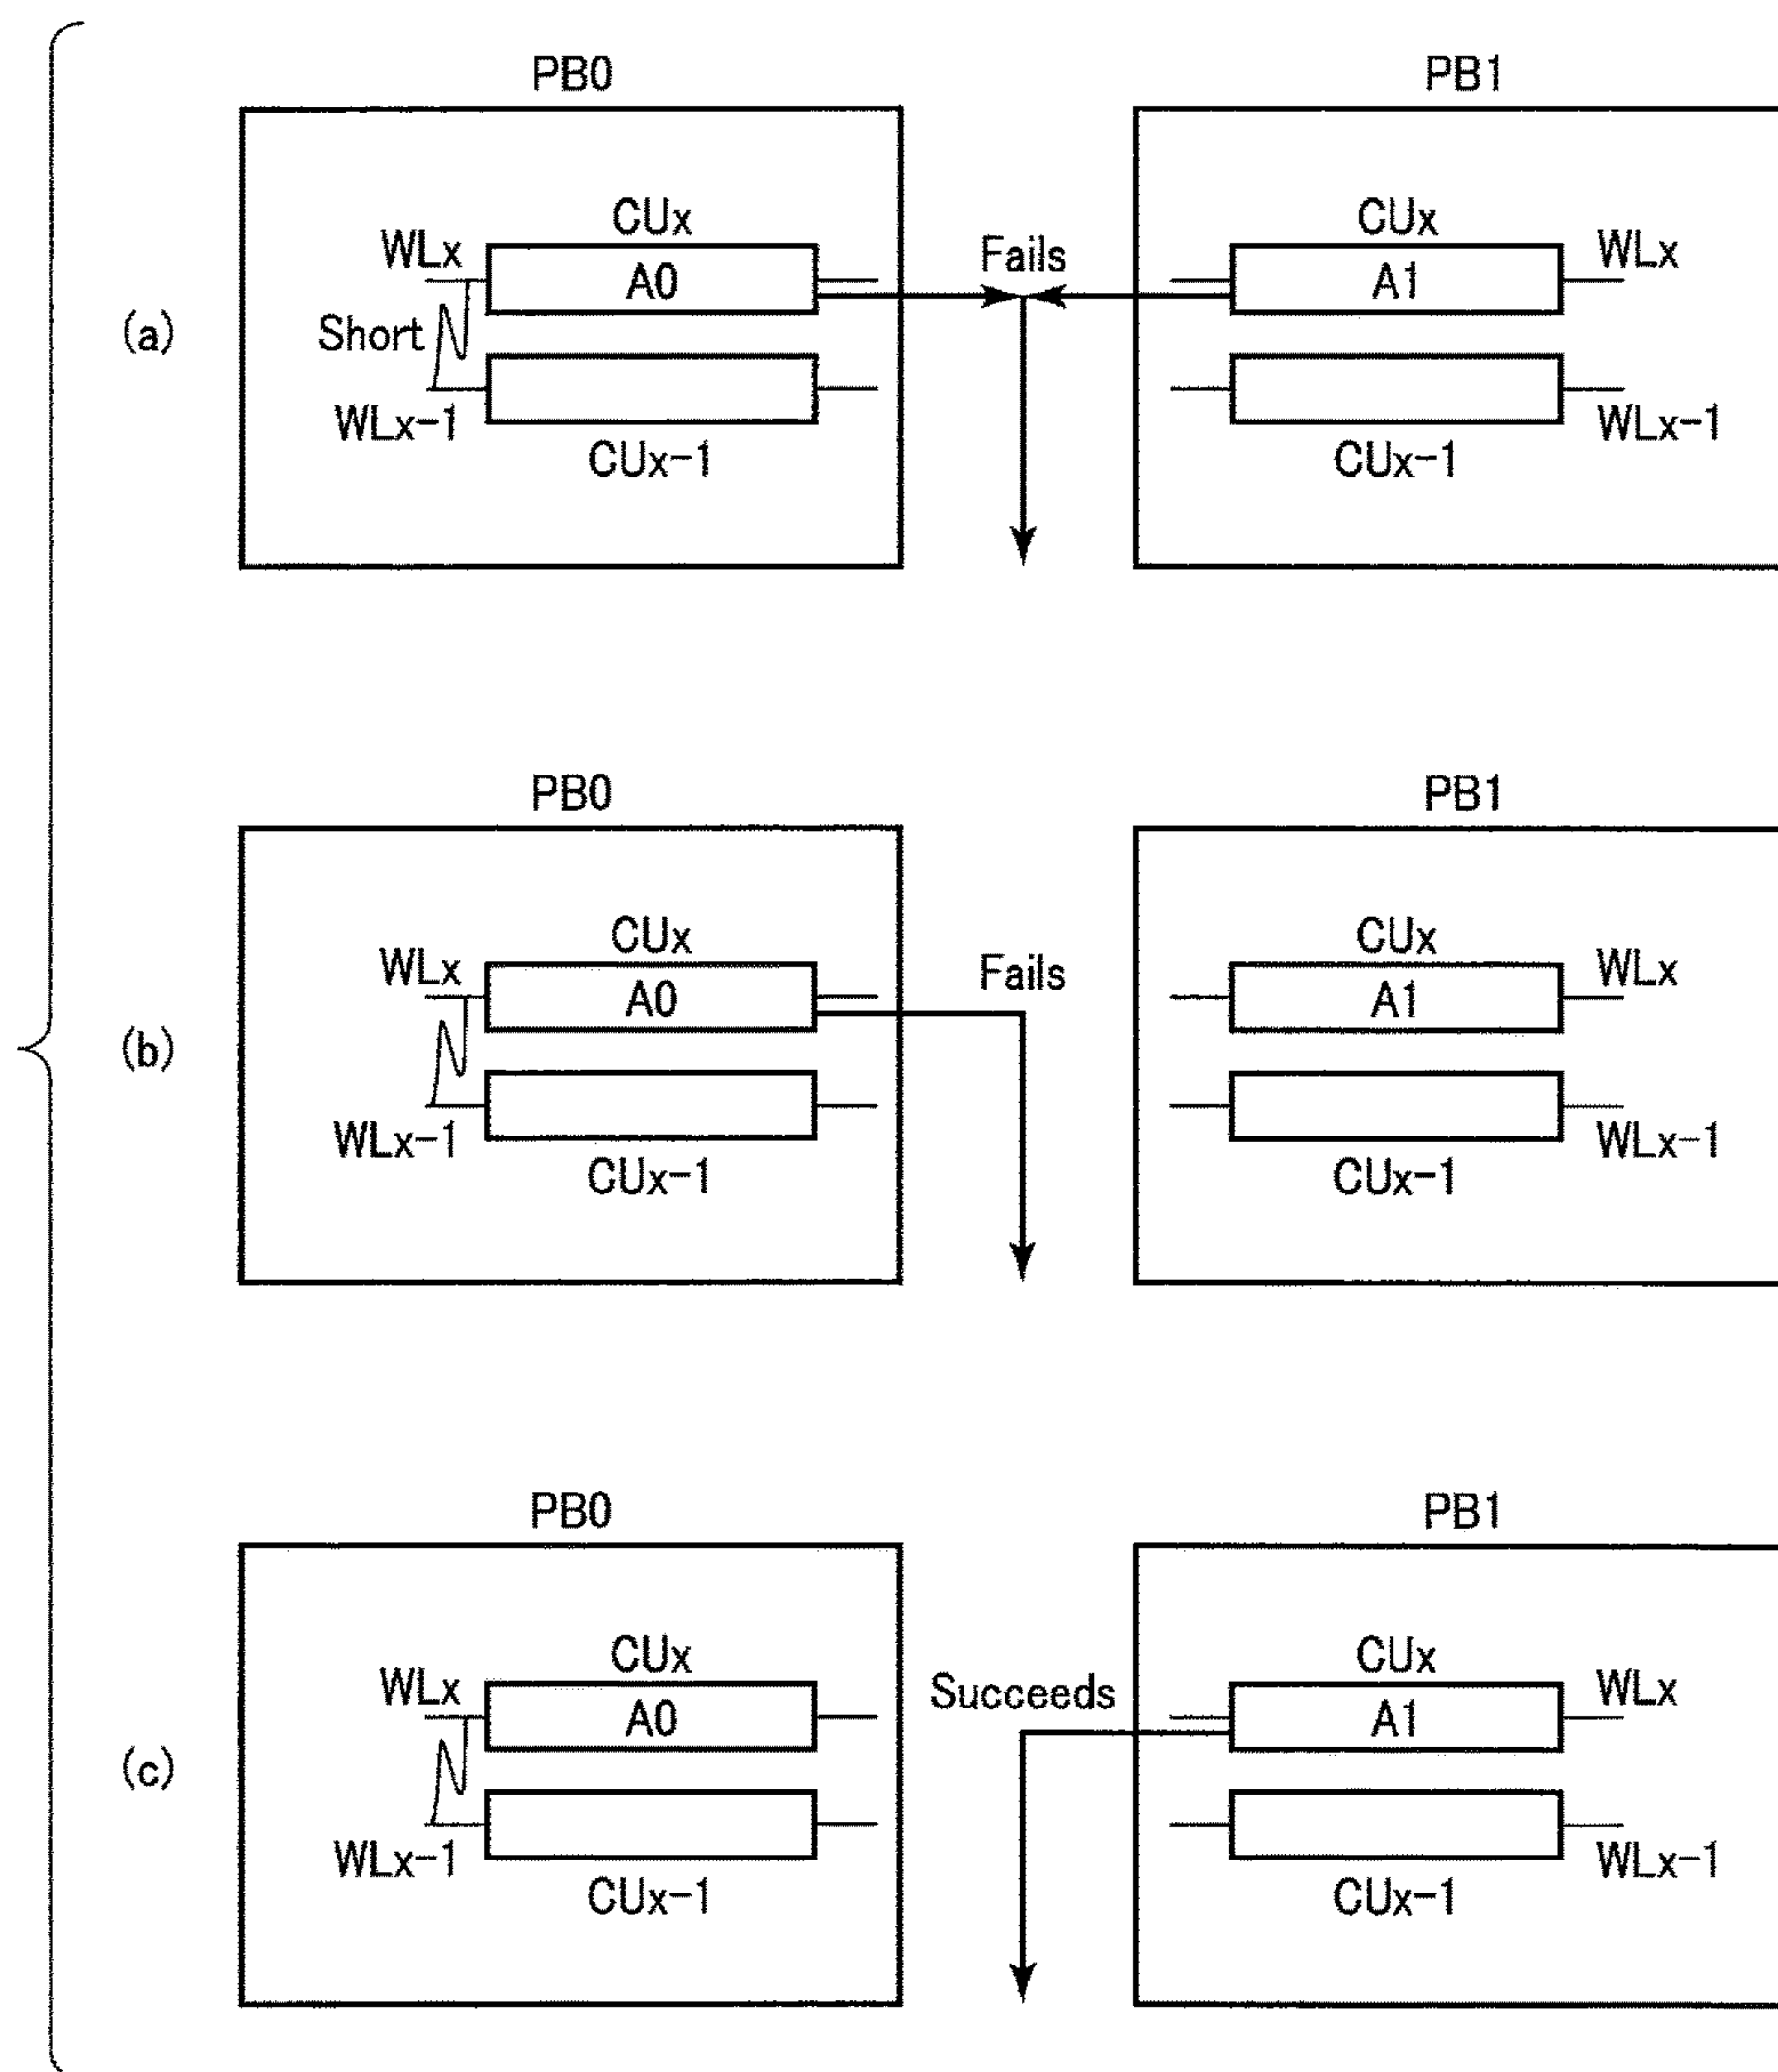 PB0 PB1
CUx CUx
WLx A0 Fails A1 WLx
(a) Short
WLx-1 WLx-1
CUx-1 CUx-1
PB0 PB1
CUx CUx
WLx A0 Fails A1 WLx
(b)
WLx-1 WLx-1
CUx-1 CUx-1
PB0 PB1
CUx CUx
WLx A0 Succeeds A1 WLx
(c)
WLx-1 WLx-1
CUx-1 CUx-1